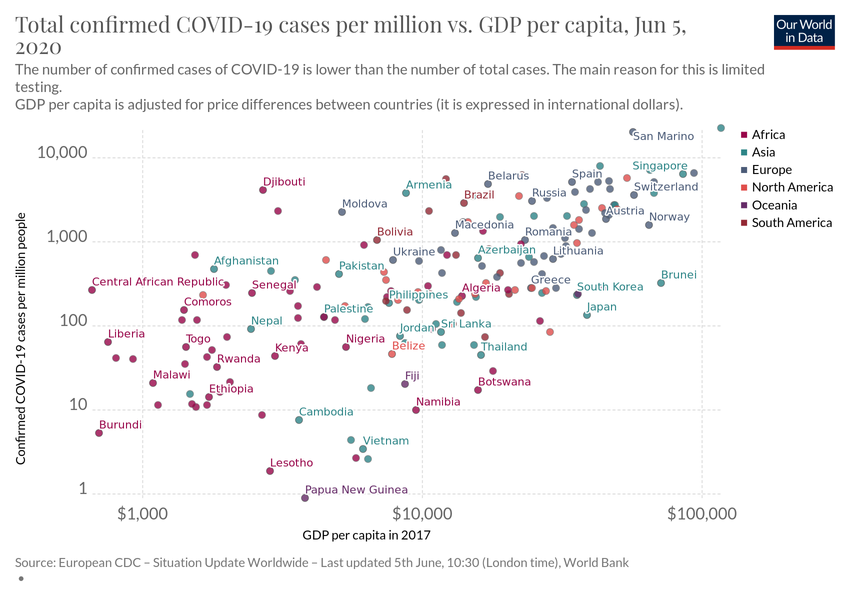 Total confirmed COVID-19 cases per million vs. GDP per capita, Jun 5,
2020
Our World
in Data
The number of confirmed cases of COVID-19 is lower than the number of total cases. The main reason for this is limited
testing.
GDP per capita is adjusted for price differences between countries (it is expressed in international dollars).
Africa
Asia
Europe
North America
Oceania
South America
Confirmed COVID-19 cases per million people
10,000
1,000
100
10
1
San Marino
Singapore
Spain
Belarus
Djibouti
Armenia
Switzerland
Russia
Brazil
Moldova
Austria
Norway
Macedonia
Bolivia
Romania
Ukraine
Azerbaijan
Lithuania
Afghanistan
Pakistan
Brunei
Central African Republic
Senegal
Greece
Algeria
South Korea
Philippines
Comoros
Palestine
Japan
Nepal
Jordan
Sri Lanka
Liberia
Togo
Nigeria
Kenya
Belize
Thailand
Rwanda
Malawi
Fiji
Botswana
Ethiopia
Namibia
Cambodia
Burundi
Vietnam
Lesotho
Papua New Guinea
$1,000
$10,000
$100,000
GDP per capita in 2017
Source: European CDC – Situation Update Worldwide – Last updated 5th June, 10:30 (London time), World Bank